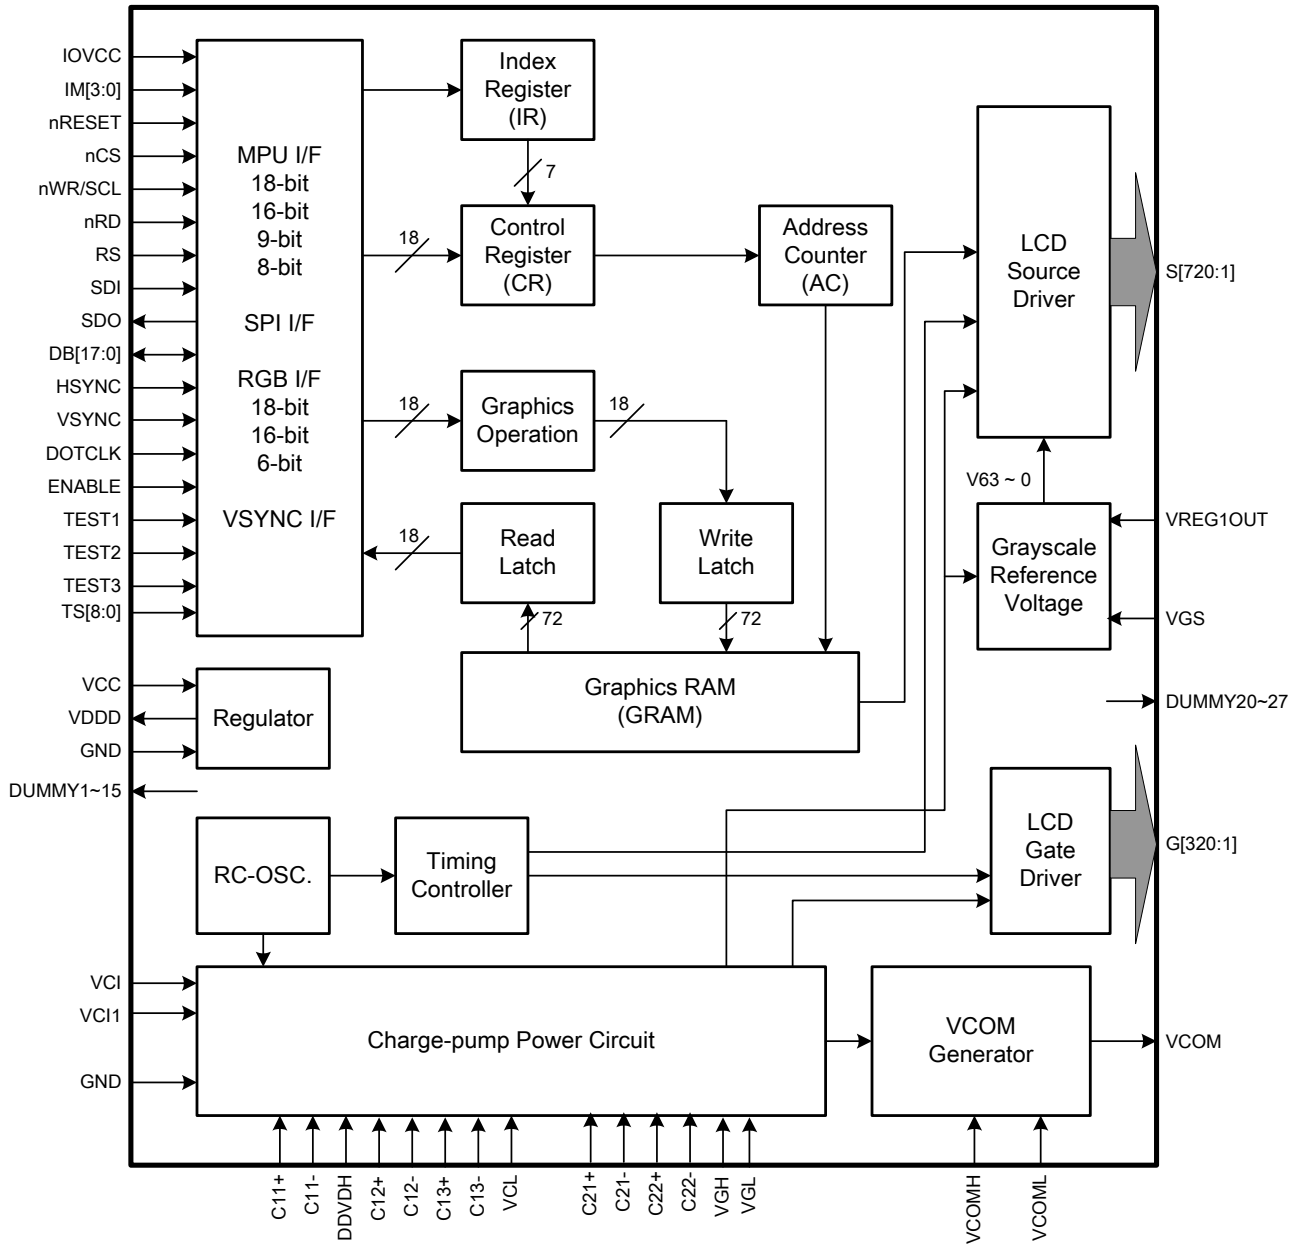 IOVCC
IM[3:0]
nRESET
nCS
nWR/SCL
nRD
RS
SDI
SDO
DB[17:0]
HSYNC
VSYNC
DOTCLK
ENABLE
TEST1
TEST2
TEST3
TS[8:0]
MPU I/F
18-bit
16-bit
9-bit
8-bit
SPI I/F
RGB I/F
18-bit
16-bit
6-bit
VSYNC I/F
Index
Register
(IR)
7
18
Control
Register
(CR)
Address
Counter
(AC)
LCD
Source
Driver
S[720:1]
18
Graphics
Operation
18
V63 ~ 0
18
Read
Latch
Write
Latch
Grayscale
Reference
Voltage
VREG1OUT
VGS
72
72
Graphics RAM
(GRAM)
VCC
VDDD
GND
Regulator
DUMMY20~27
DUMMY1~15
RC-OSC.
Timing
Controller
LCD
Gate
Driver
G[320:1]
VCI
VCI1
GND
Charge-pump Power Circuit
VCOM
Generator
VCOM
C11+
C11-
DDVDH
C12+
C12-
C13+
C13-
VCL
C21+
C21-
C22+
C22-
VGH
VGL
VCOMH
VCOML